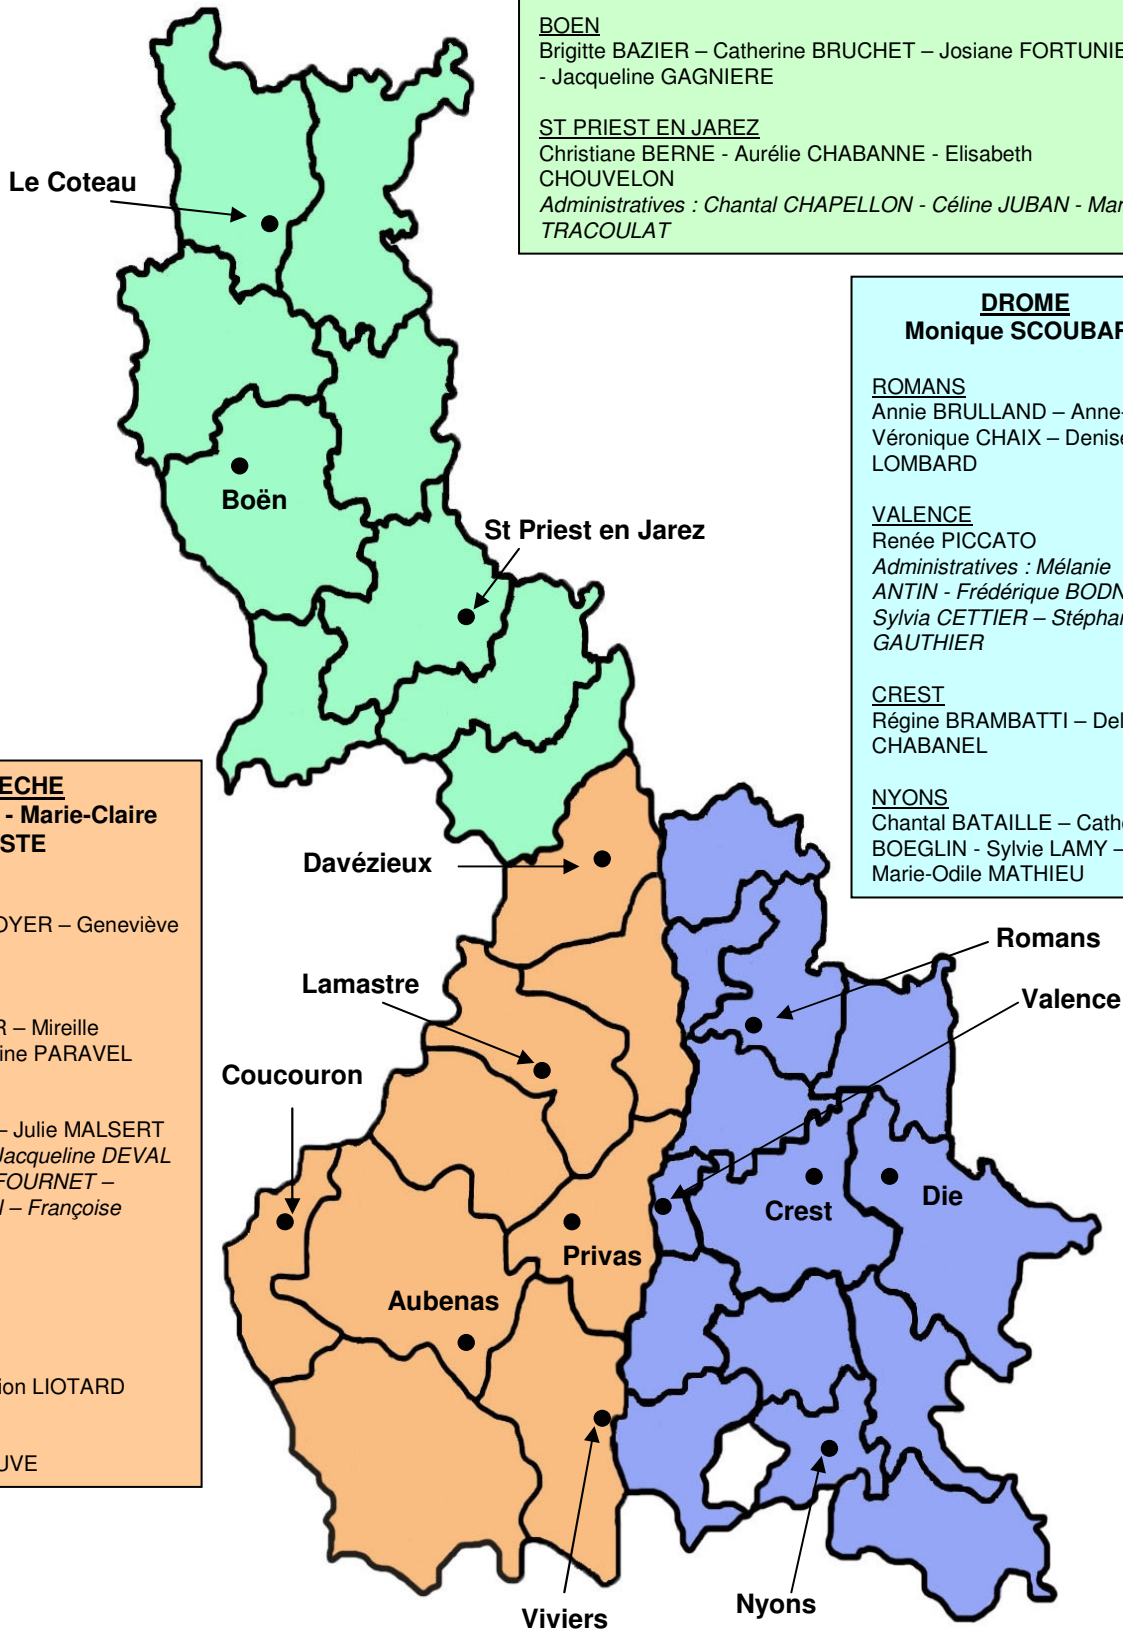 BOEN
Brigitte BAZIER – Catherine BRUCHET – Josiane FORTUNIE
- Jacqueline GAGNIERE
ST PRIEST EN JAREZ
Christiane BERNE - Aurélie CHABANNE - Elisabeth
CHOUVELON
Administratives : Chantal CHAPELLON - Céline JUBAN - Mar
TRACOULAT
Le Coteau
Boën
St Priest en Jarez
DROME
Monique SCOUBAR
ROMANS
Annie BRULLAND – Anne-
Véronique CHAIX – Denise
LOMBARD
VALENCE
Renée PICCATO
Administratives : Mélanie
ANTIN - Frédérique BODN
Sylvia CETTIER – Stéphan
GAUTHIER
CREST
Régine BRAMBATTI – Del
CHABANEL
NYONS
Chantal BATAILLE – Cath
BOEGLIN - Sylvie LAMY –
Marie-Odile MATHIEU
ECHE
- Marie-Claire
STE
OYER – Geneviève
R – Mireille
ine PARAVEL
– Julie MALSERT
Jacqueline DEVAL
FOURNET –
l – Françoise
ion LIOTARD
UVE
Davézieux
Lamastre
Coucouron
Romans
Valence
Crest
Die
Privas
Aubenas
Viviers
Nyons